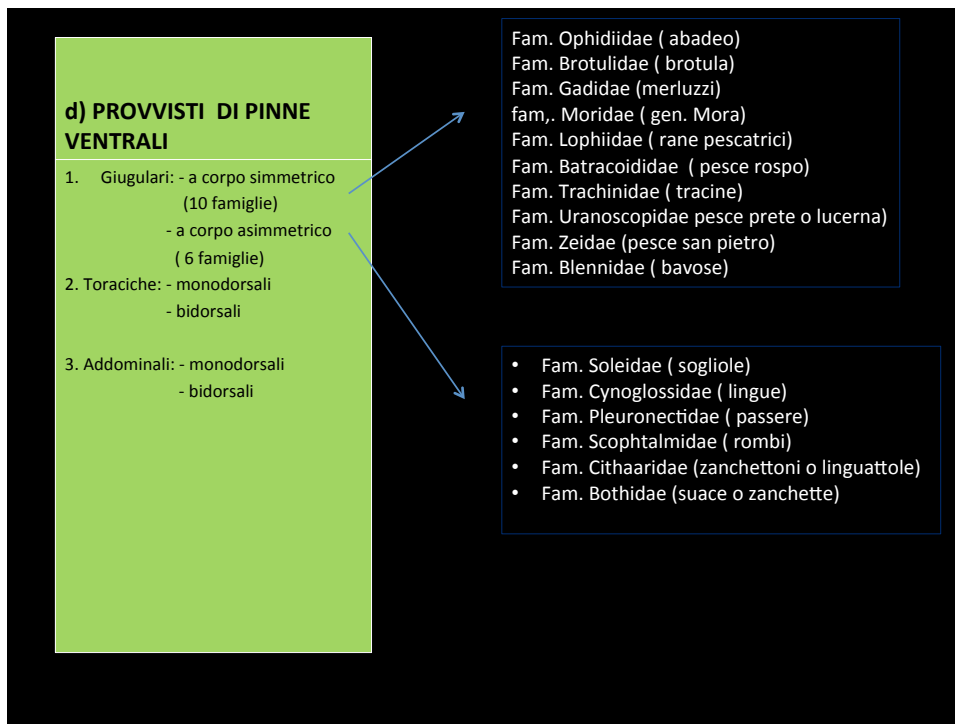 d) PROVVISTI DI PINNE
VENTRALI
1. Giugulari: - a corpo simmetrico
(10 famiglie)
- a corpo asimmetrico
( 6 famiglie)
2. Toraciche: - monodorsali
- bidorsali
3. Addominali: - monodorsali
- bidorsali
Fam. Ophidiidae ( abadeo)
Fam. Brotulidae ( brotula)
Fam. Gadidae (merluzzi)
fam,. Moridae ( gen. Mora)
Fam. Lophiidae ( rane pescatrici)
Fam. Batracoididae ( pesce rospo)
Fam. Trachinidae ( tracine)
Fam. Uranoscopidae pesce prete o lucerna)
Fam. Zeidae (pesce san pietro)
Fam. Blennidae ( bavose)
• Fam. Soleidae ( sogliole)
• Fam. Cynoglossidae ( lingue)
• Fam. Pleuronectidae ( passere)
• Fam. Scophtalmidae ( rombi)
• Fam. Cithaaridae (zanchettoni o linguattole)
• Fam. Bothidae (suace o zanchette)